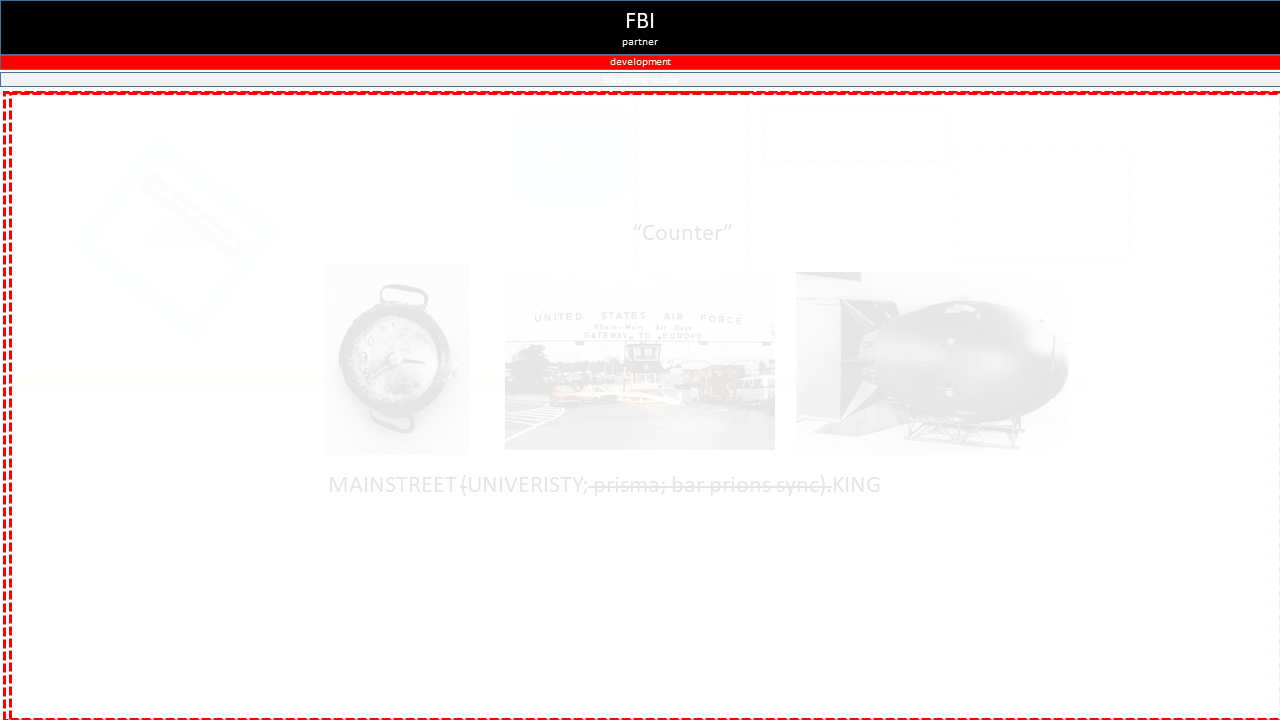 FBI
partner
development
“Counter”
UNITED STATES AIR FORCE
Rhein-Main Air Base
GATEWAY TO EUROPE
MAINSTREET (UNIVERISTY; prisma; bar prions sync).KING